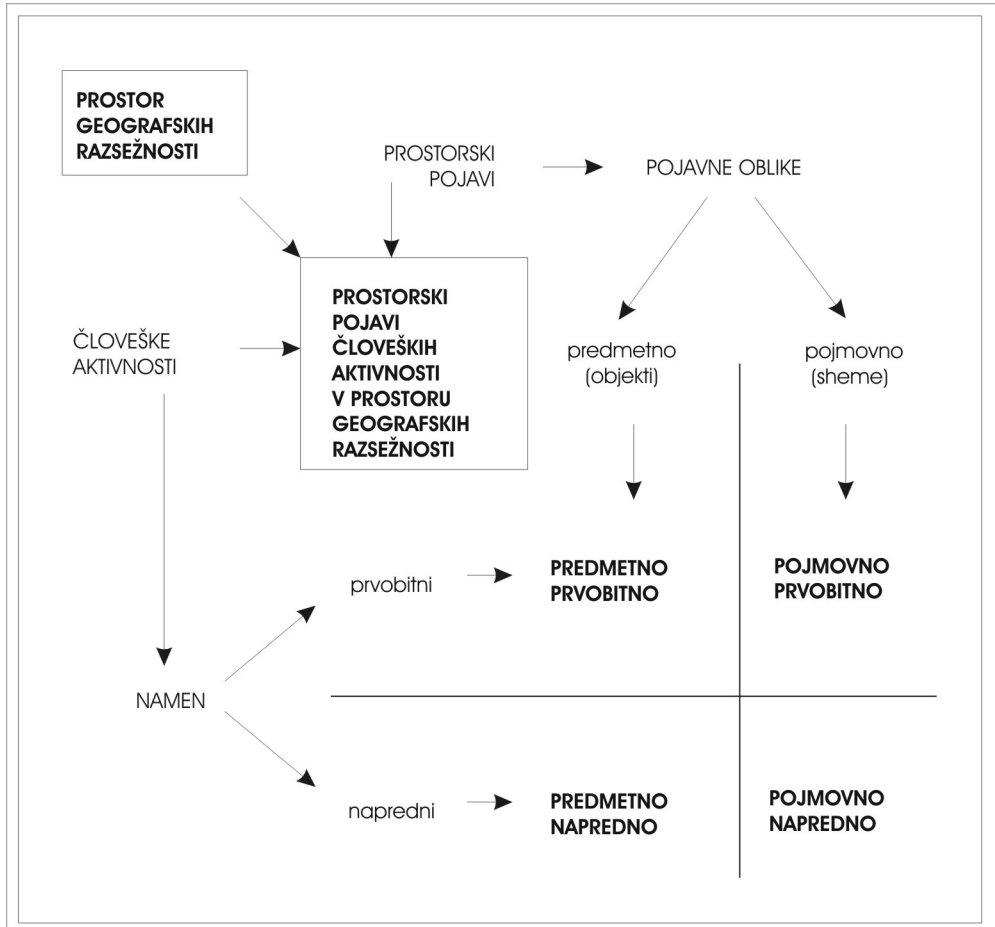 PROSTOR
GEOGRAFSKIH
RAZSEŽNOSTI
PROSTORSKI
POJAVI
POJAVNE OBLIKE
ČLOVEŠKE
AKTIVNOSTI
PROSTORSKI
POJAVI
ČLOVEŠKIH
AKTIVNOSTI
V PROSTORU
GEOGRAFSKIH
RAZSEŽNOSTI
predmetno
(objekti)
pojmovno
(sheme)
prvobitni
PREDMETNO
PRVOBITNO
POJMOVNO
PRVOBITNO
NAMEN
napredni
PREDMETNO
NAPREDNO
POJMOVNO
NAPREDNO